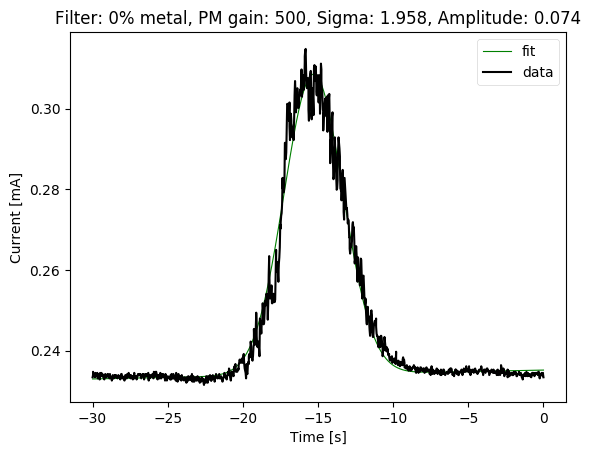 Filter: 0% metal, PM gain: 500, Sigma: 1.958, Amplitude: 0.074
fit
data
0.30
0.28
0.26
0.24
Current [mA]
−30
−25
−20
−15
−10
−5
0
Time [s]